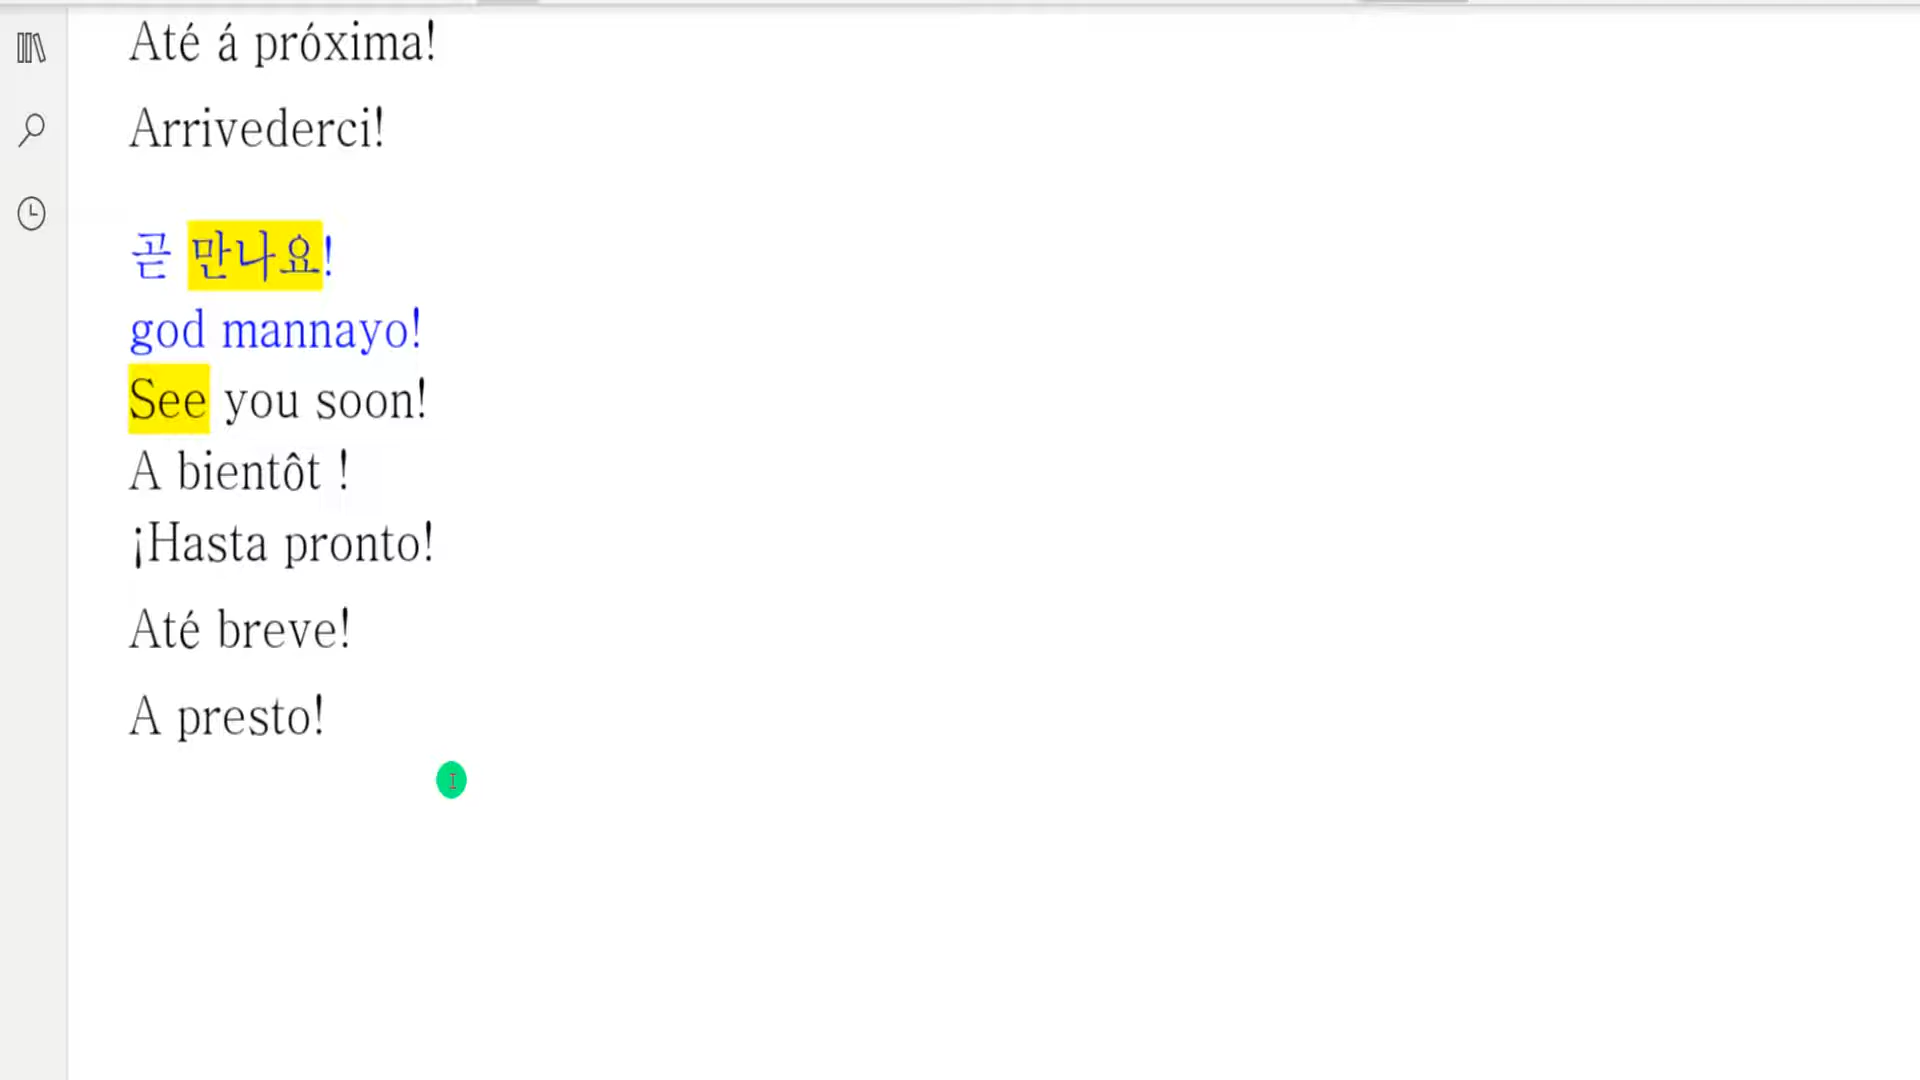 Até á próxima!
Arrivederci!
곧 만나요!
god mannayo!
See you soon!
A bientôt !
¡Hasta pronto!
Até breve!
A presto!